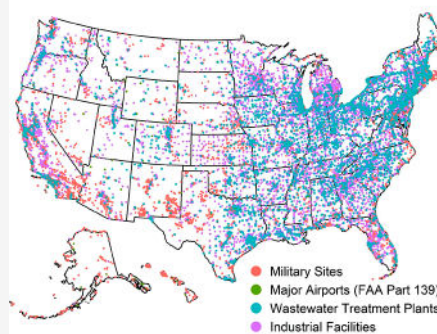 Military Sites
Major Airports (FAA Part 139)
Wastewater Treatment Plants
Industrial Facilities